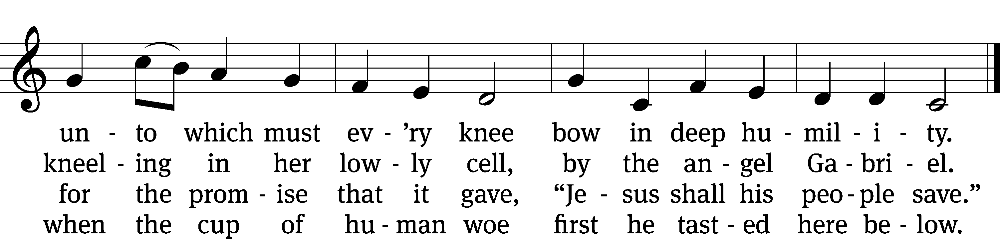 un - to which must ev - ’ry knee bow in deep hu - mil - i - ty.
kneel - ing in her low - ly cell, by the an - gel Ga - bri - el.
for the prom - ise that it gave, “Je - sus shall his peo - ple save.”
when the cup of hu - man woe first he tast - ed here be - low.